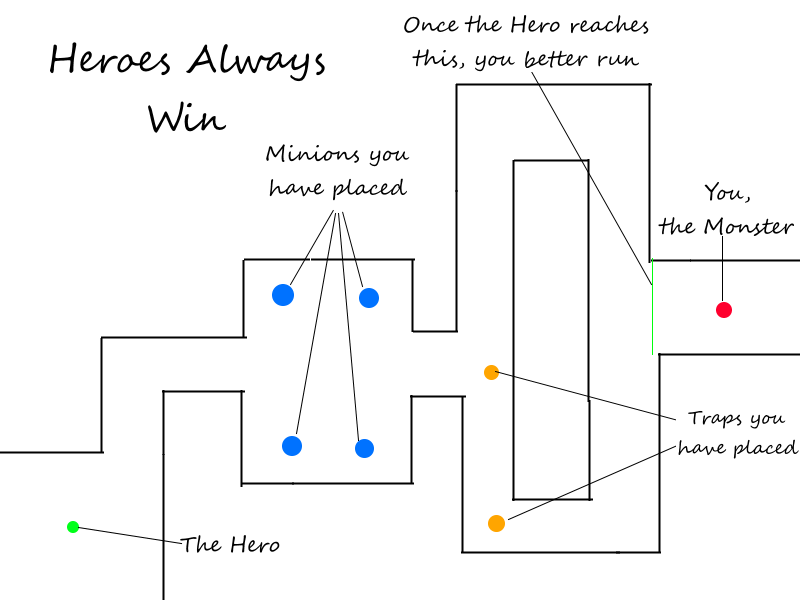 Heroes Always
Win
Once the Hero reaches
this, you better run
Minions you
have placed
You,
the Monster
Traps you
have placed
The Hero